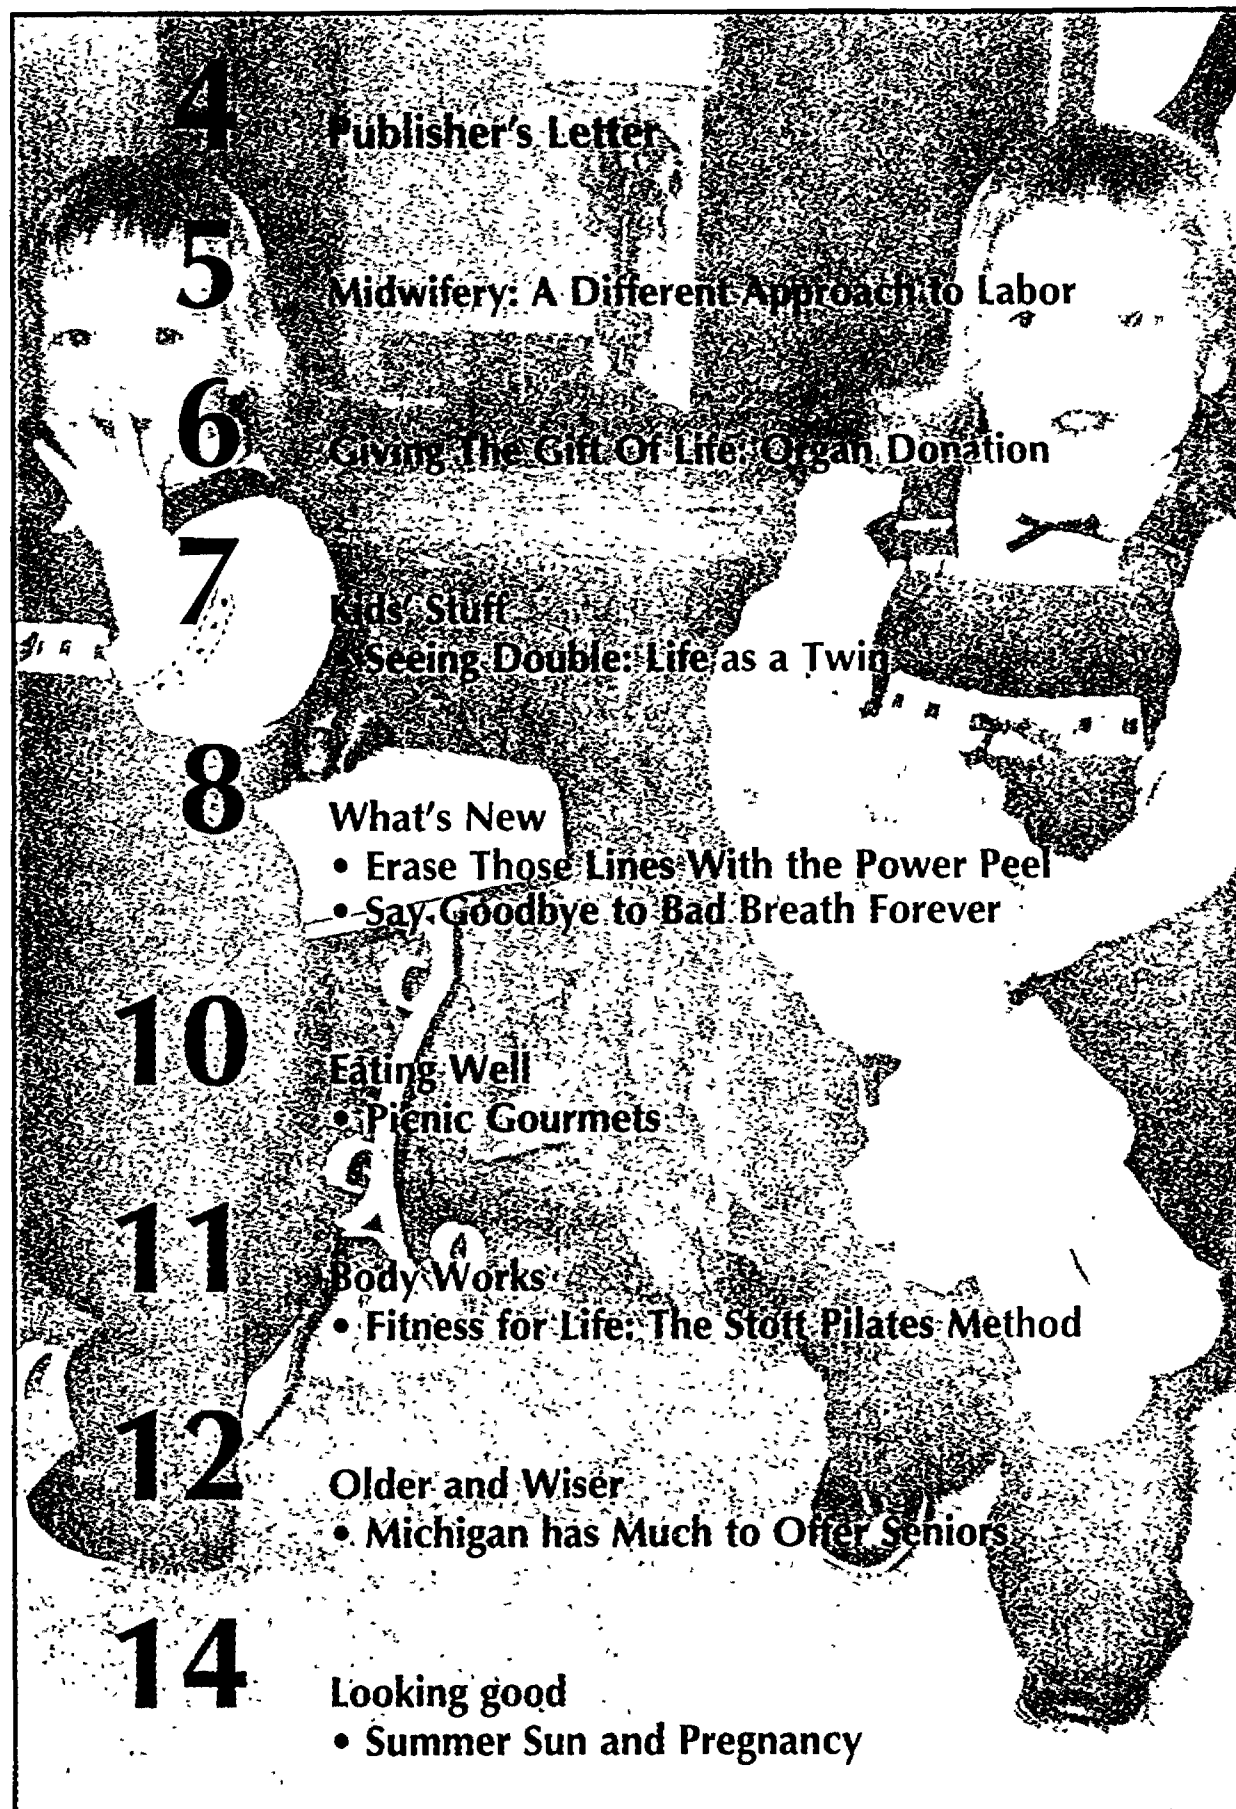 4
Publisher's Letter
5
Midwifery: A Different Approach to Labor
6
Giving The Gift Of Life: Organ Donation
7
Kids' Stuff
• Seeing Double: Life as a Twin
8
What's New
• Erase Those Lines With the Power Peel
• Say Goodbye to Bad Breath Forever
10
Eating Well
• Picnic Gourmets
11
Body Works
• Fitness for Life: The Stott Pilates Method
12
Older and Wiser
• Michigan has Much to Offer Seniors
14
Looking good
• Summer Sun and Pregnancy